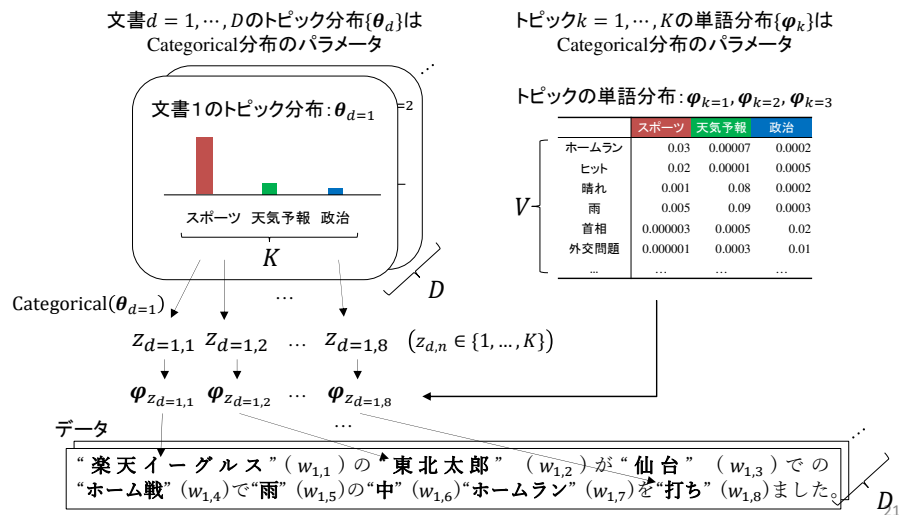 文書d = 1, ⋯, Dのトピック分布{θ_d}は
Categorical分布のパラメータ
トピックk = 1, …, Kの単語分布{φ_k}は
Categorical分布のパラメータ
…
文書1のトピック分布:θ_{d=1}
=2
スポーツ 天気予報 政治
K
D
トピックの単語分布:φ_{k=1}, φ_{k=2}, φ_{k=3}
スポーツ 天気予報 政治
ホームラン 0.03 0.00007 0.0002
ヒット 0.02 0.00001 0.0005
晴れ 0.001 0.08 0.0002
雨 0.005 0.09 0.0003
首相 0.000003 0.0005 0.02
外交問題 0.000001 0.0003 0.01
... … … …
V
Categorical(θ_{d=1})
…
z_{d=1,1} z_{d=1,2} … z_{d=1,8} (z_{d,n} ∈ {1, …, K})
φ_{z_{d=1,1}} φ_{z_{d=1,2}} … φ_{z_{d=1,8}}
…
データ
…
“楽天イーグルス” (w_{1,1}) の “東北太郎” (w_{1,2}) が “仙台” (w_{1,3}) での
“ホーム戦” (w_{1,4})で“雨” (w_{1,5})の“中” (w_{1,6})“ホームラン” (w_{1,7})を“打ち” (w_{1,8})ました。
D
21